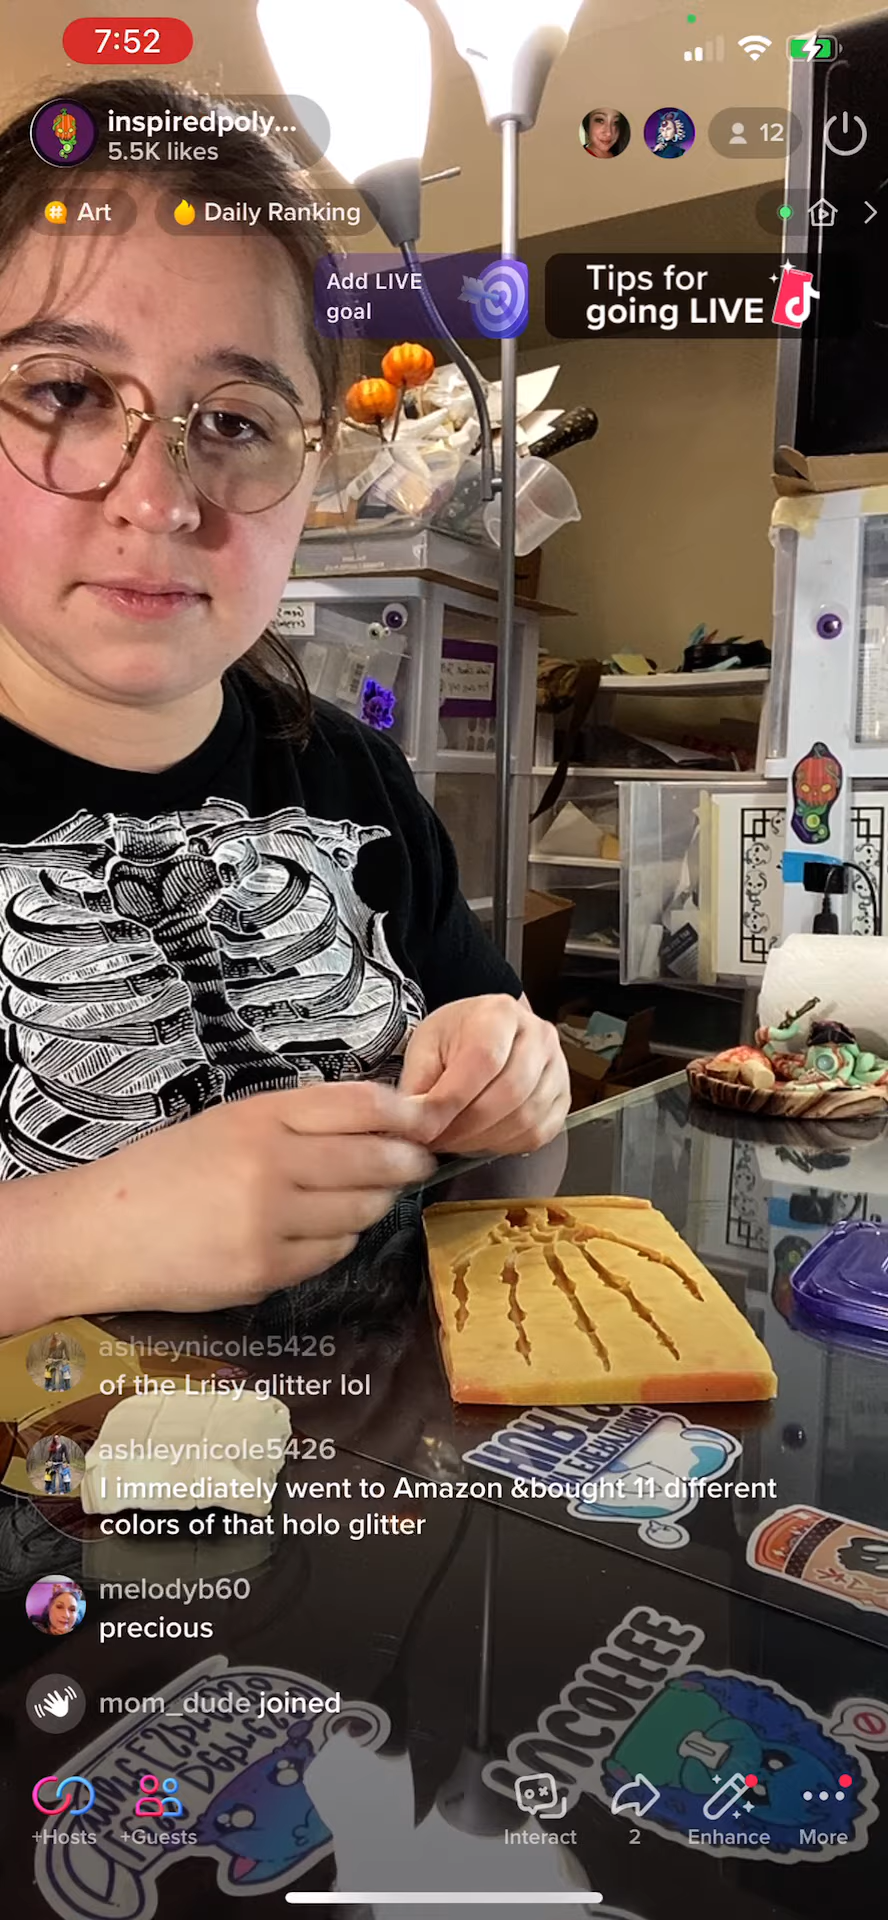 7:52
inspiredpoly...
5.5K likes
12
Art
Daily Ranking
Add LIVE
goal
Tips for
going LIVE
ashleynicole5426
of the Lrisy glitter lol
ashleynicole5426
I immediately went to Amazon &bought 11 different
colors of that holo glitter
melodyb60
precious
mom_dude joined
+Hosts
+Guests
Interact
2
Enhance
More